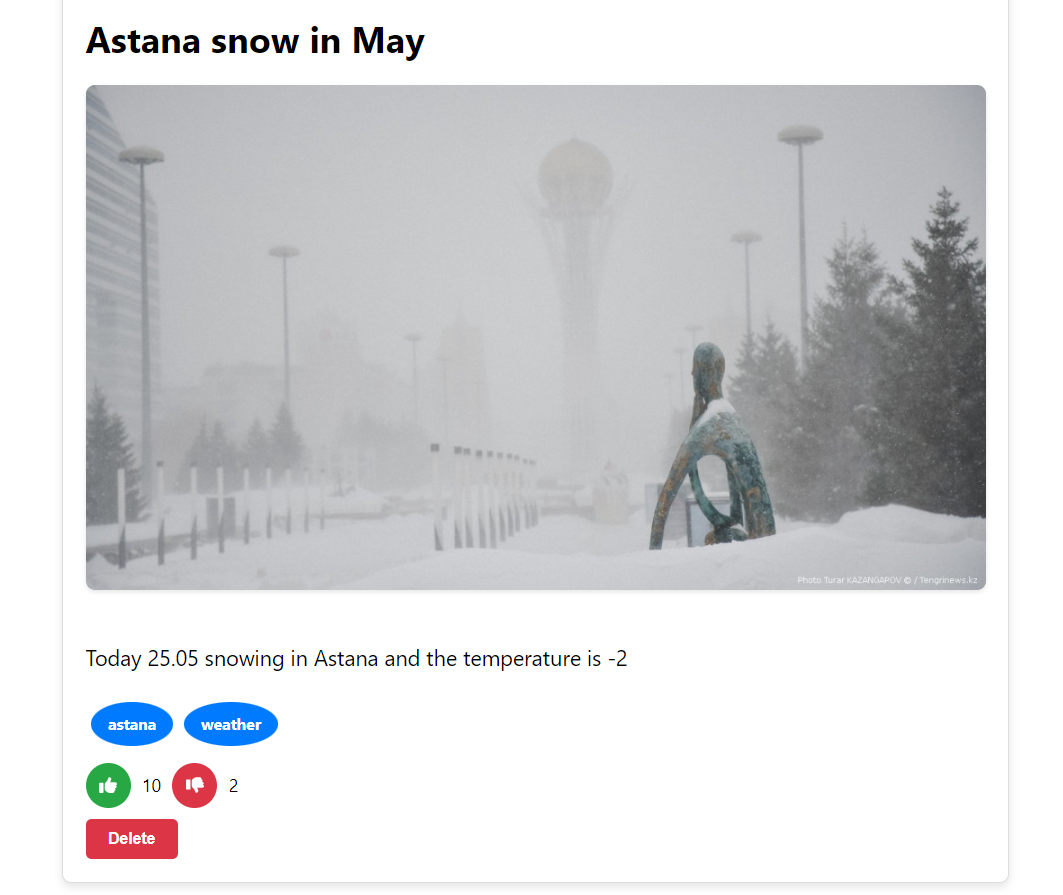 Astana snow in May
Photo Turar KAZANGAPOV © / Tengrinews.kz
Today 25.05 snowing in Astana and the temperature is -2
astana weather
10 2
Delete